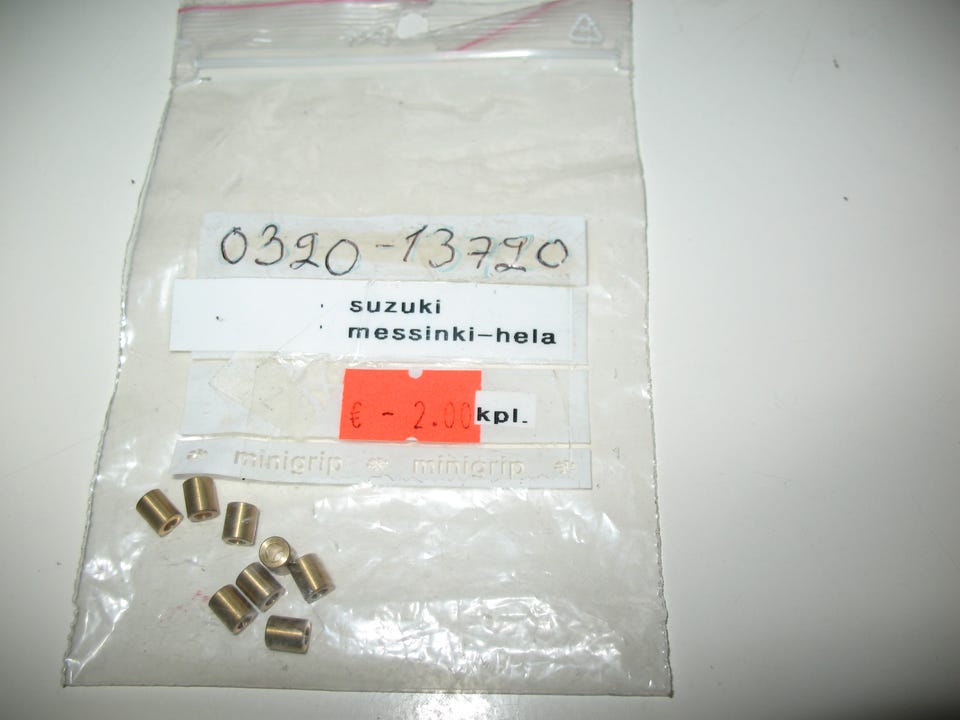 0320-13720
suzuki
messinki-hela
€ - 2.00 kpl.
minigrip minigrip